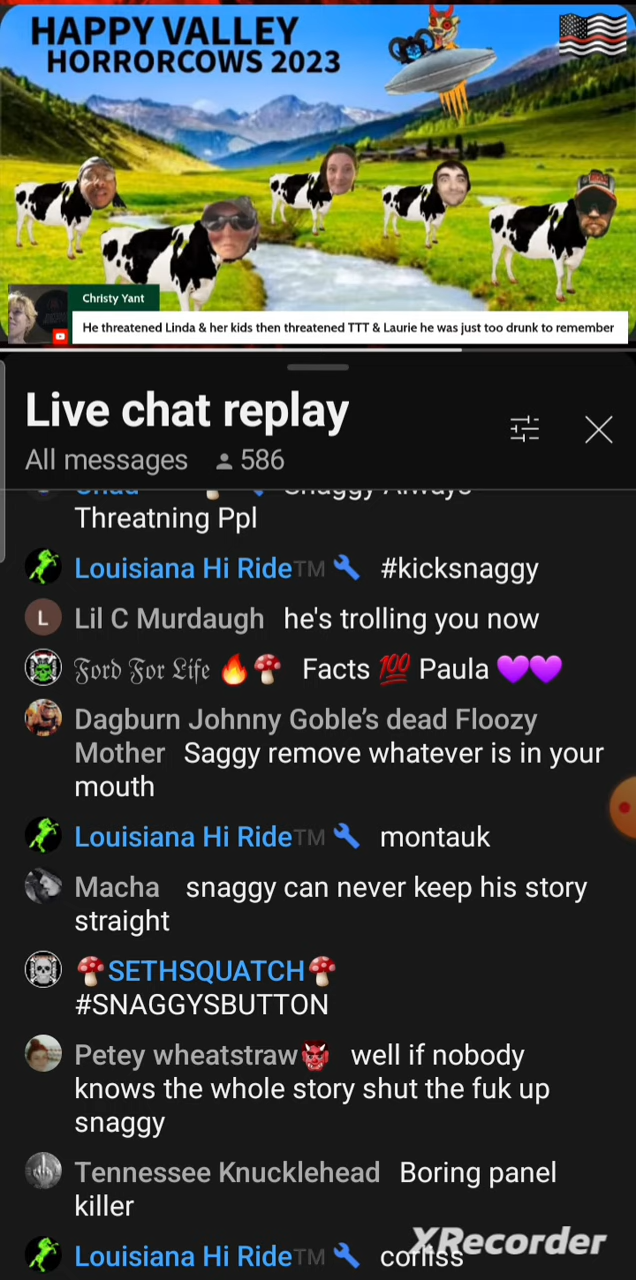 HAPPY VALLEY
HORRORCOWS 2023
Christy Yant
He threatened Linda & her kids then threatened TTT & Laurie he was just too drunk to remember
Live chat replay
All messages 586
Snaggy Always
Threatning Ppl
Louisiana Hi Ride™ #kicksnaggy
L Lil C Murdaugh he's trolling you now
𝔉𝔬𝔯𝔡 𝔉𝔬𝔯 𝔏𝔦𝔣𝔢 🔥🍄 Facts 💯 Paula 💜💜
Dagburn Johnny Goble’s dead Floozy
Mother Saggy remove whatever is in your
mouth
Louisiana Hi Ride™ montauk
Macha snaggy can never keep his story
straight
🍄SETHSQUATCH🍄
#SNAGGYSBUTTON
Petey wheatstraw👹 well if nobody
knows the whole story shut the fuk up
snaggy
Tennessee Knucklehead Boring panel
killer
Louisiana Hi Ride™ corliss
XRecorder